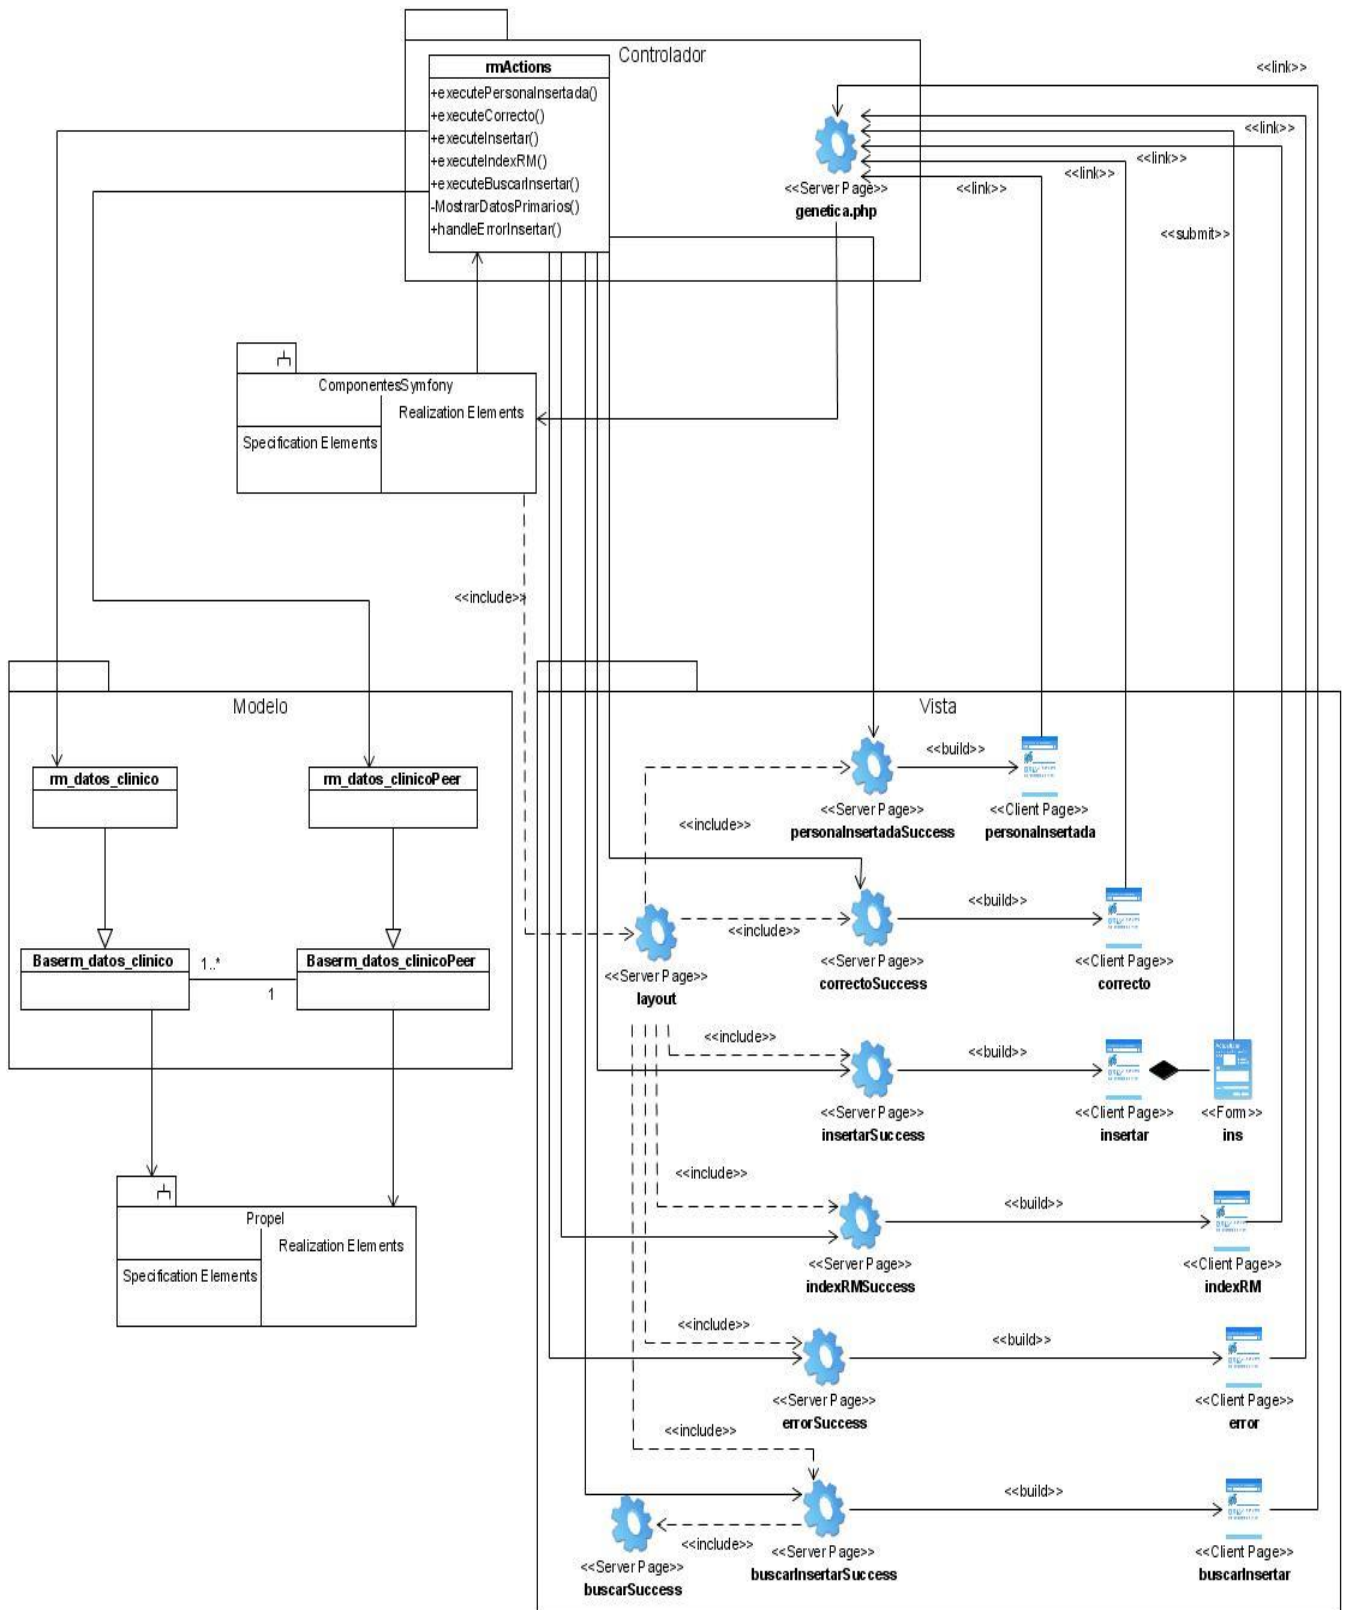 Controlador
<<link>>
rmActions
+executePersonaInsertada()
+executeCorrecto()
+executeInsertar()
+executeIndexRM()
+executeBuscarInsertar()
-MostrarDatosPrimarios()
+handleErrorInsertar()
<<link>>
<<link>>
<<link>>
<<link>>
<<Server Page>>
genetica.php
<<submit>>
ComponentesSymfony
Realization Elements
Specification Elements
<<include>>
Modelo
Vista
rm_datos_clinico
rm_datos_clinicoPeer
<<build>>
<<Server Page>>
personaInsertadaSuccess
<<Client Page>>
personaInsertada
<<include>>
<<build>>
<<include>>
Baserm_datos_clinico
1..*
1
Baserm_datos_clinicoPeer
<<Server Page>>
layout
<<Server Page>>
correctoSuccess
<<Client Page>>
correcto
<<include>>
<<build>>
<<Server Page>>
insertarSuccess
<<Client Page>>
insertar
<<Form>>
ins
<<include>>
<<build>>
Propel
Realization Elements
Specification Elements
<<Server Page>>
indexRMSuccess
<<Client Page>>
indexRM
<<include>>
<<build>>
<<Server Page>>
errorSuccess
<<Client Page>>
error
<<include>>
<<build>>
<<include>>
<<Server Page>>
buscarSuccess
<<Server Page>>
buscarInsertarSuccess
<<Client Page>>
buscarInsertar